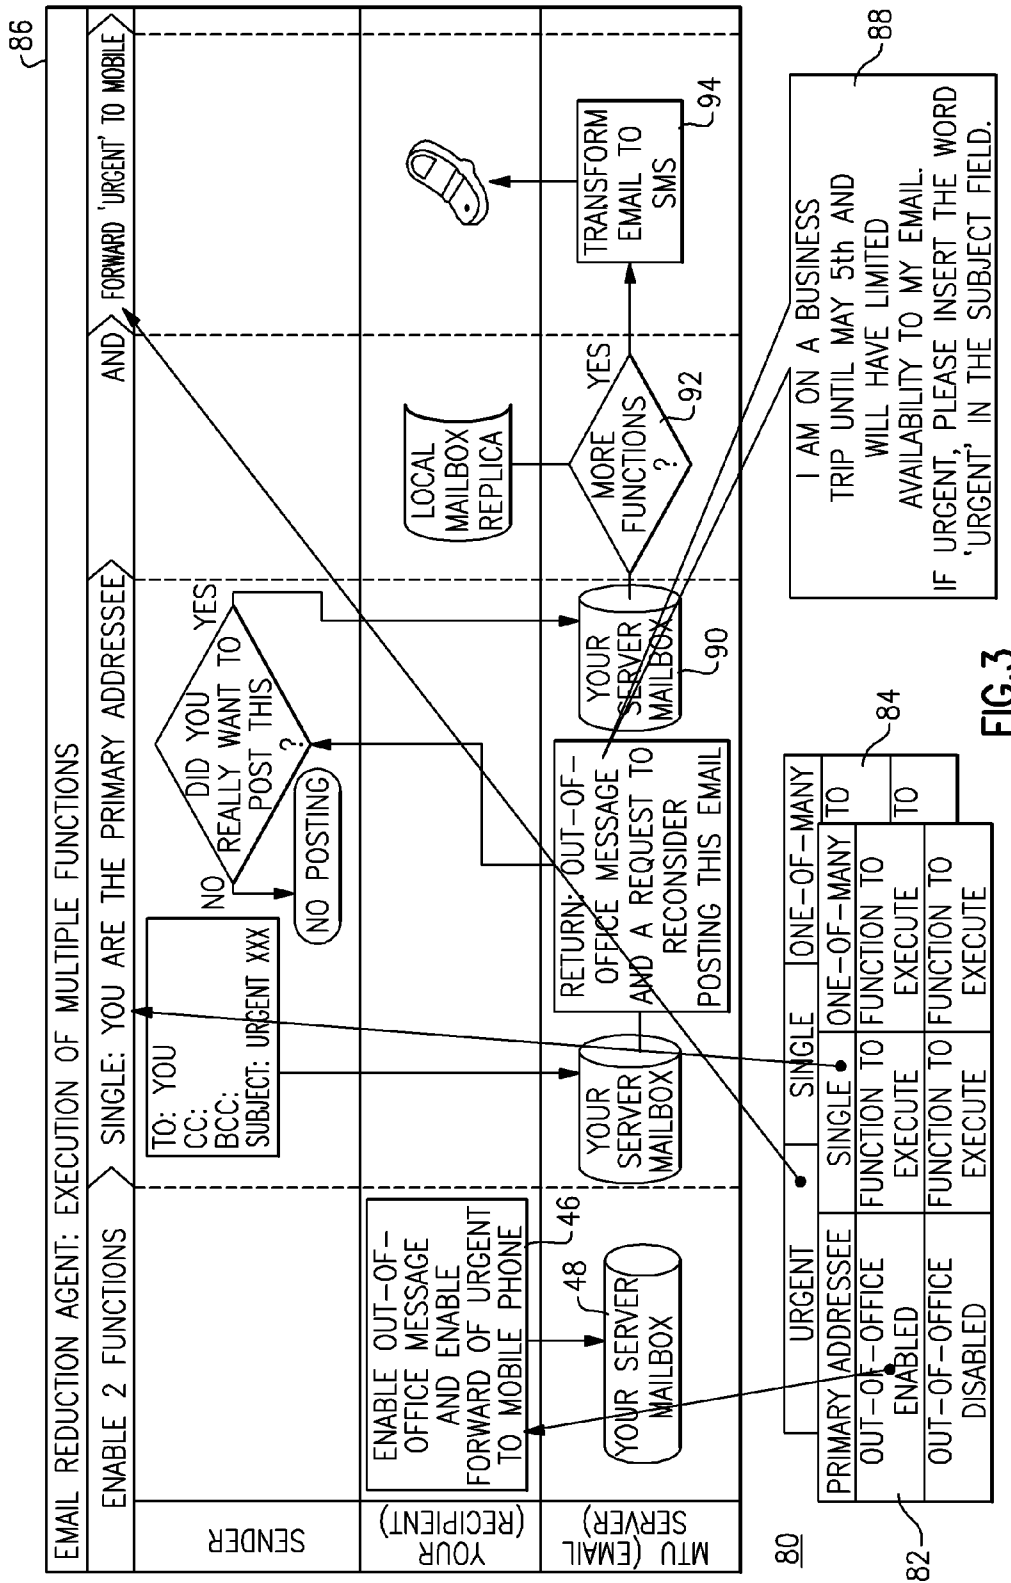 EMAIL REDUCTION AGENT: EXECUTION OF MULTIPLE FUNCTIONS
86
ENABLE 2 FUNCTIONS
SINGLE: YOU ARE THE PRIMARY ADDRESSEE
AND
FORWARD 'URGENT' TO MOBILE
SENDER
TO: YOU
CC:
BCC:
SUBJECT: URGENT XXX
DID YOU
REALLY WANT TO
POST THIS
?
NO
YES
NO POSTING
YOUR
(RECIPIENT)
ENABLE OUT-OF-
OFFICE MESSAGE
AND ENABLE
FORWARD OF URGENT
TO MOBILE PHONE
46
LOCAL
MAILBOX
REPLICA
MTU (EMAIL
SERVER)
48
YOUR SERVER
MAILBOX
YOUR
SERVER
MAILBOX
RETURN: OUT-OF-
OFFICE MESSAGE
AND A REQUEST TO
RECONSIDER
POSTING THIS EMAIL
YOUR
SERVER
MAILBOX
90
MORE
FUNCTIONS
?
YES
92
TRANSFORM
EMAIL TO
SMS
94
80
URGENT
SINGLE
ONE-OF-MANY
TO
TO
84
PRIMARY ADDRESSEE
SINGLE
ONE-OF-MANY
OUT-OF-OFFICE
ENABLED
FUNCTION TO
EXECUTE
FUNCTION TO
EXECUTE
OUT-OF-OFFICE
DISABLED
FUNCTION TO
EXECUTE
FUNCTION TO
EXECUTE
82
I AM ON A BUSINESS
TRIP UNTIL MAY 5th AND
WILL HAVE LIMITED
AVAILABILITY TO MY EMAIL.
IF URGENT, PLEASE INSERT THE WORD
'URGENT' IN THE SUBJECT FIELD.
88
FIG.3